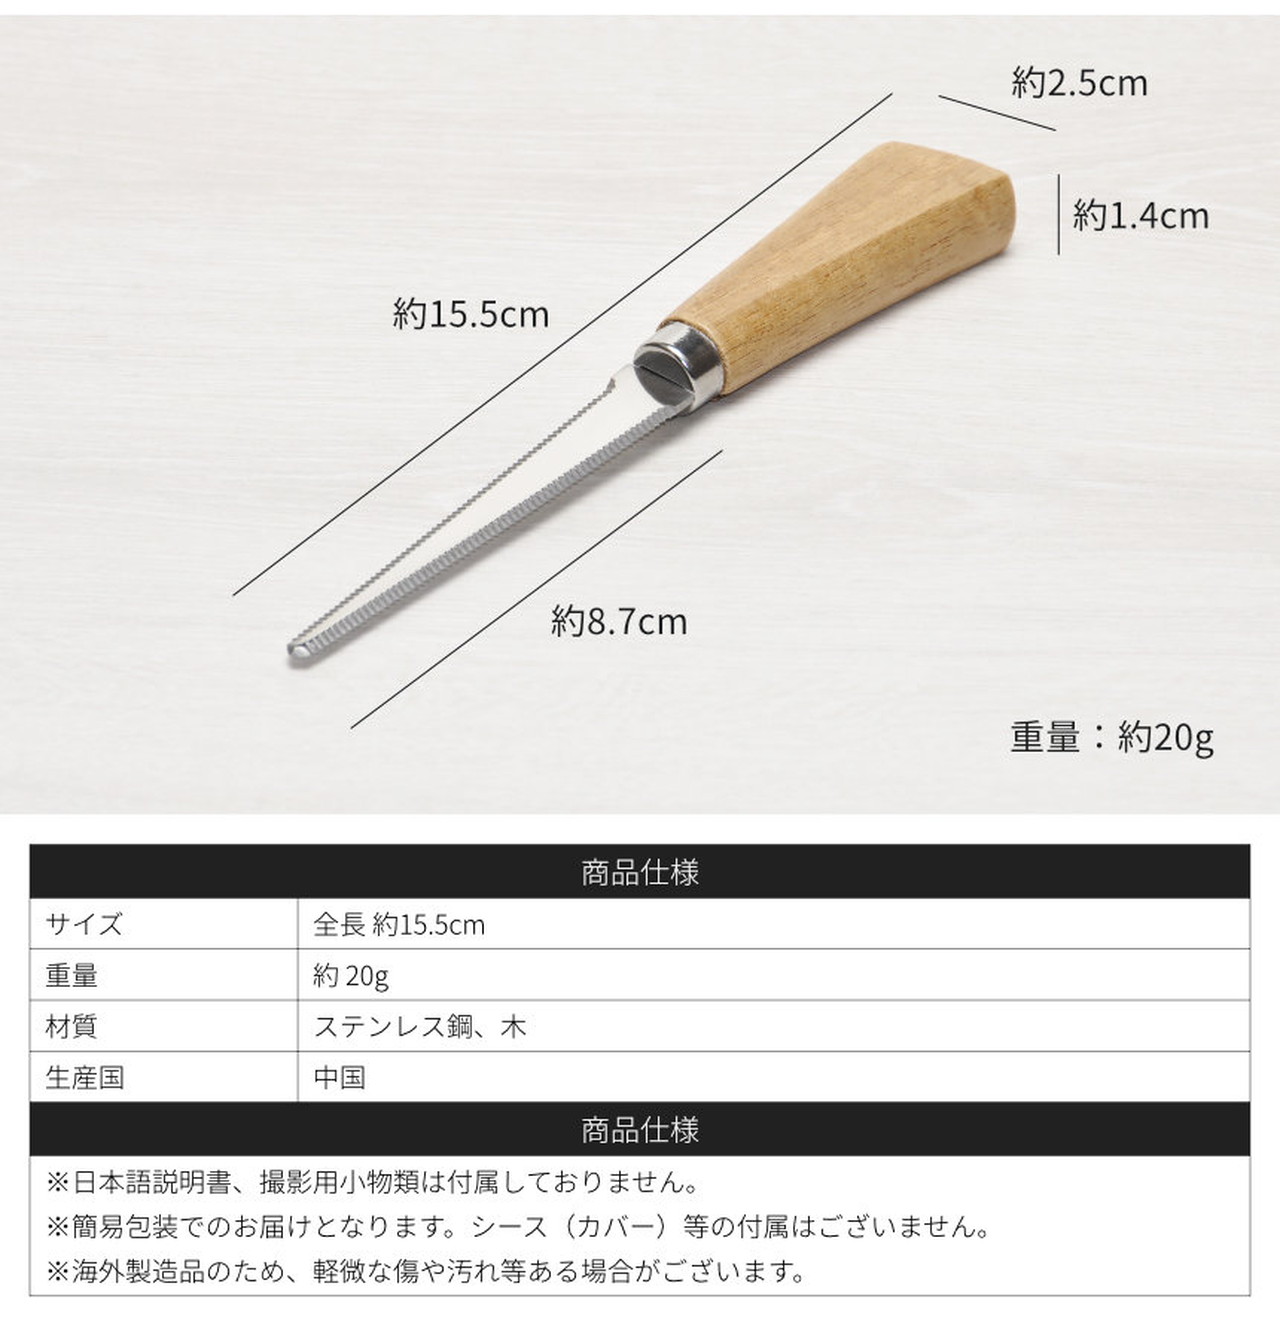 約2.5cm
約1.4cm
約15.5cm
約8.7cm
重量：約20g
商品仕様
サイズ 全長 約15.5cm
重量 約 20g
材質 ステンレス鋼、木
生産国 中国
商品仕様
※日本語説明書、撮影用小物類は付属しておりません。
※簡易包装でのお届けとなります。シース（カバー）等の付属はございません。
※海外製造品のため、軽微な傷や汚れ等ある場合がございます。